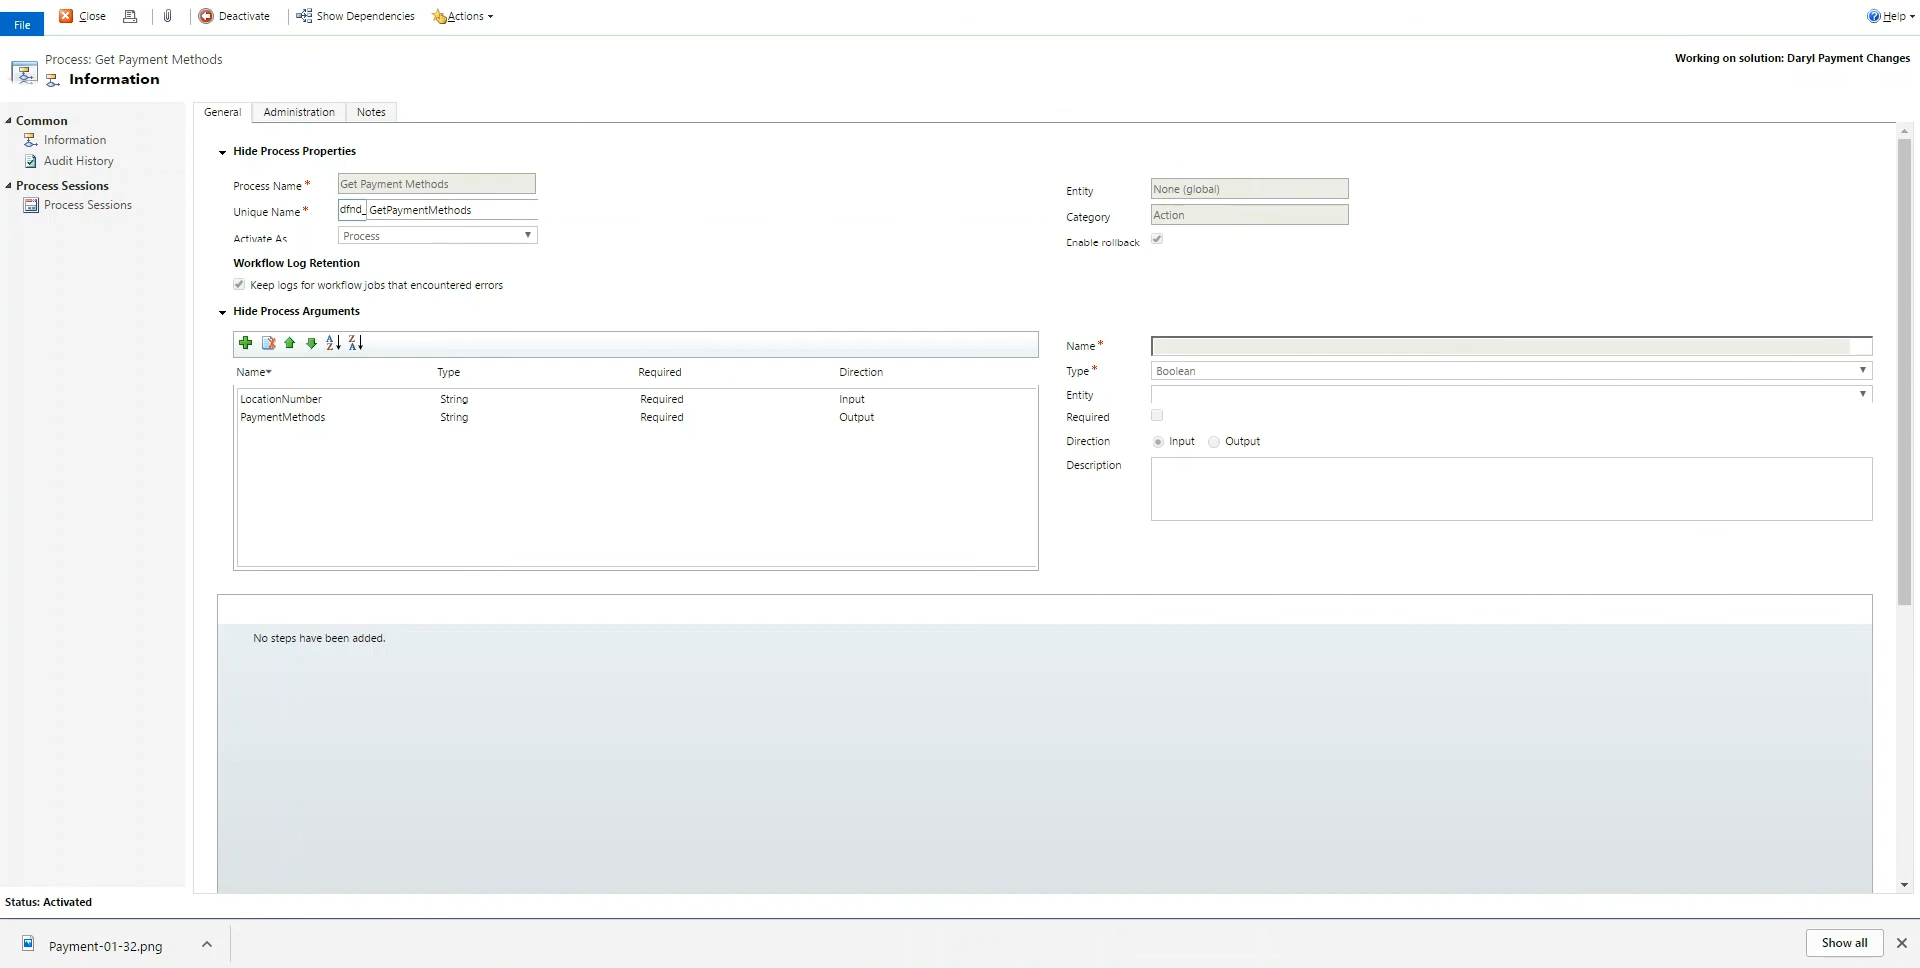 File
Close
Deactivate
Show Dependencies
Actions
Help
Process: Get Payment Methods
Information
Working on solution: Daryl Payment Changes
Common
Information
Audit History
Process Sessions
Process Sessions
General
Administration
Notes
Hide Process Properties
Process Name *
Get Payment Methods
Unique Name *
dfnd_ GetPaymentMethods
Activate As
Process
Entity
None (global)
Category
Action
Enable rollback
Workflow Log Retention
Keep logs for workflow jobs that encountered errors
Hide Process Arguments
Name Type Required Direction
LocationNumber String Required Input
PaymentMethods String Required Output
Name *
Type *
Boolean
Entity
Required
Direction
Input Output
Description
No steps have been added.
Status: Activated
Payment-01-32.png
Show all